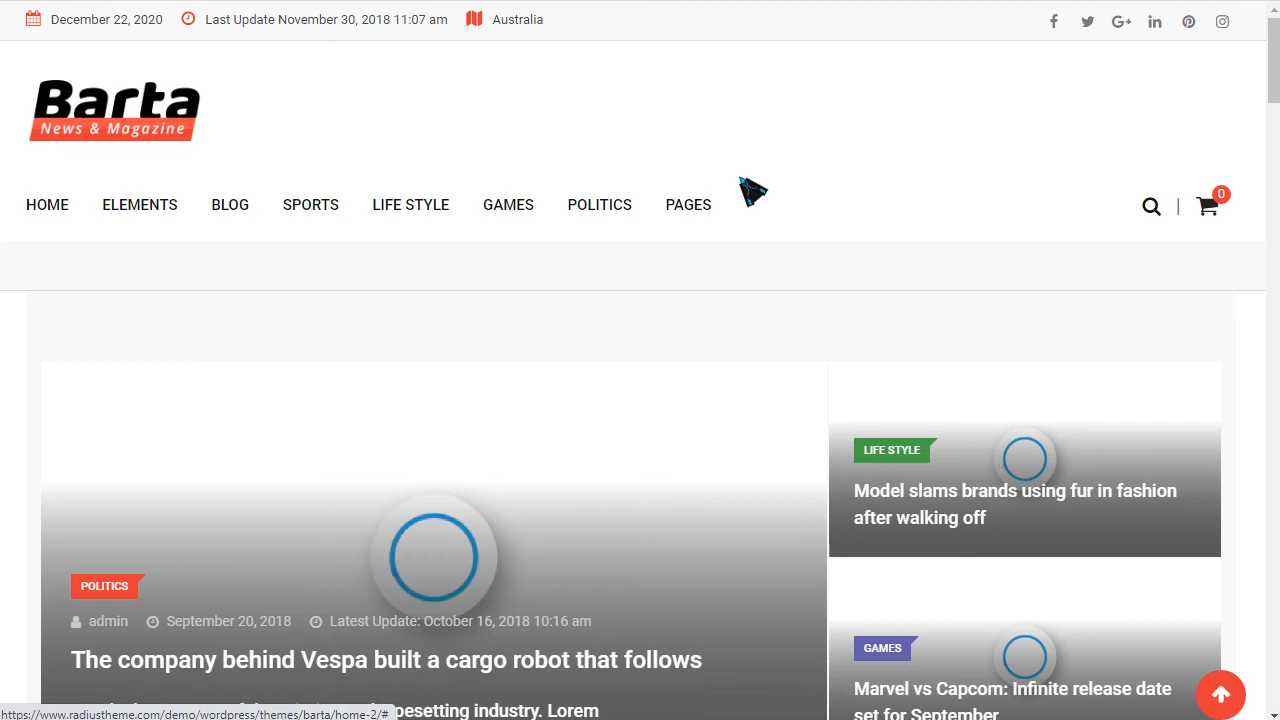 December 22, 2020 Last Update November 30, 2018 11:07 am Australia
Barta
News & Magazine
HOME ELEMENTS BLOG SPORTS LIFE STYLE GAMES POLITICS PAGES 0
LIFE STYLE
Model slams brands using fur in fashion
after walking off
POLITICS
admin September 20, 2018 Latest Update: October 16, 2018 10:16 am
The company behind Vespa built a cargo robot that follows
GAMES
Marvel vs Capcom: Infinite release date
set for September
typesetting industry. Lorem
https://www.radiustheme.com/demo/wordpress/themes/barta/home-2/#